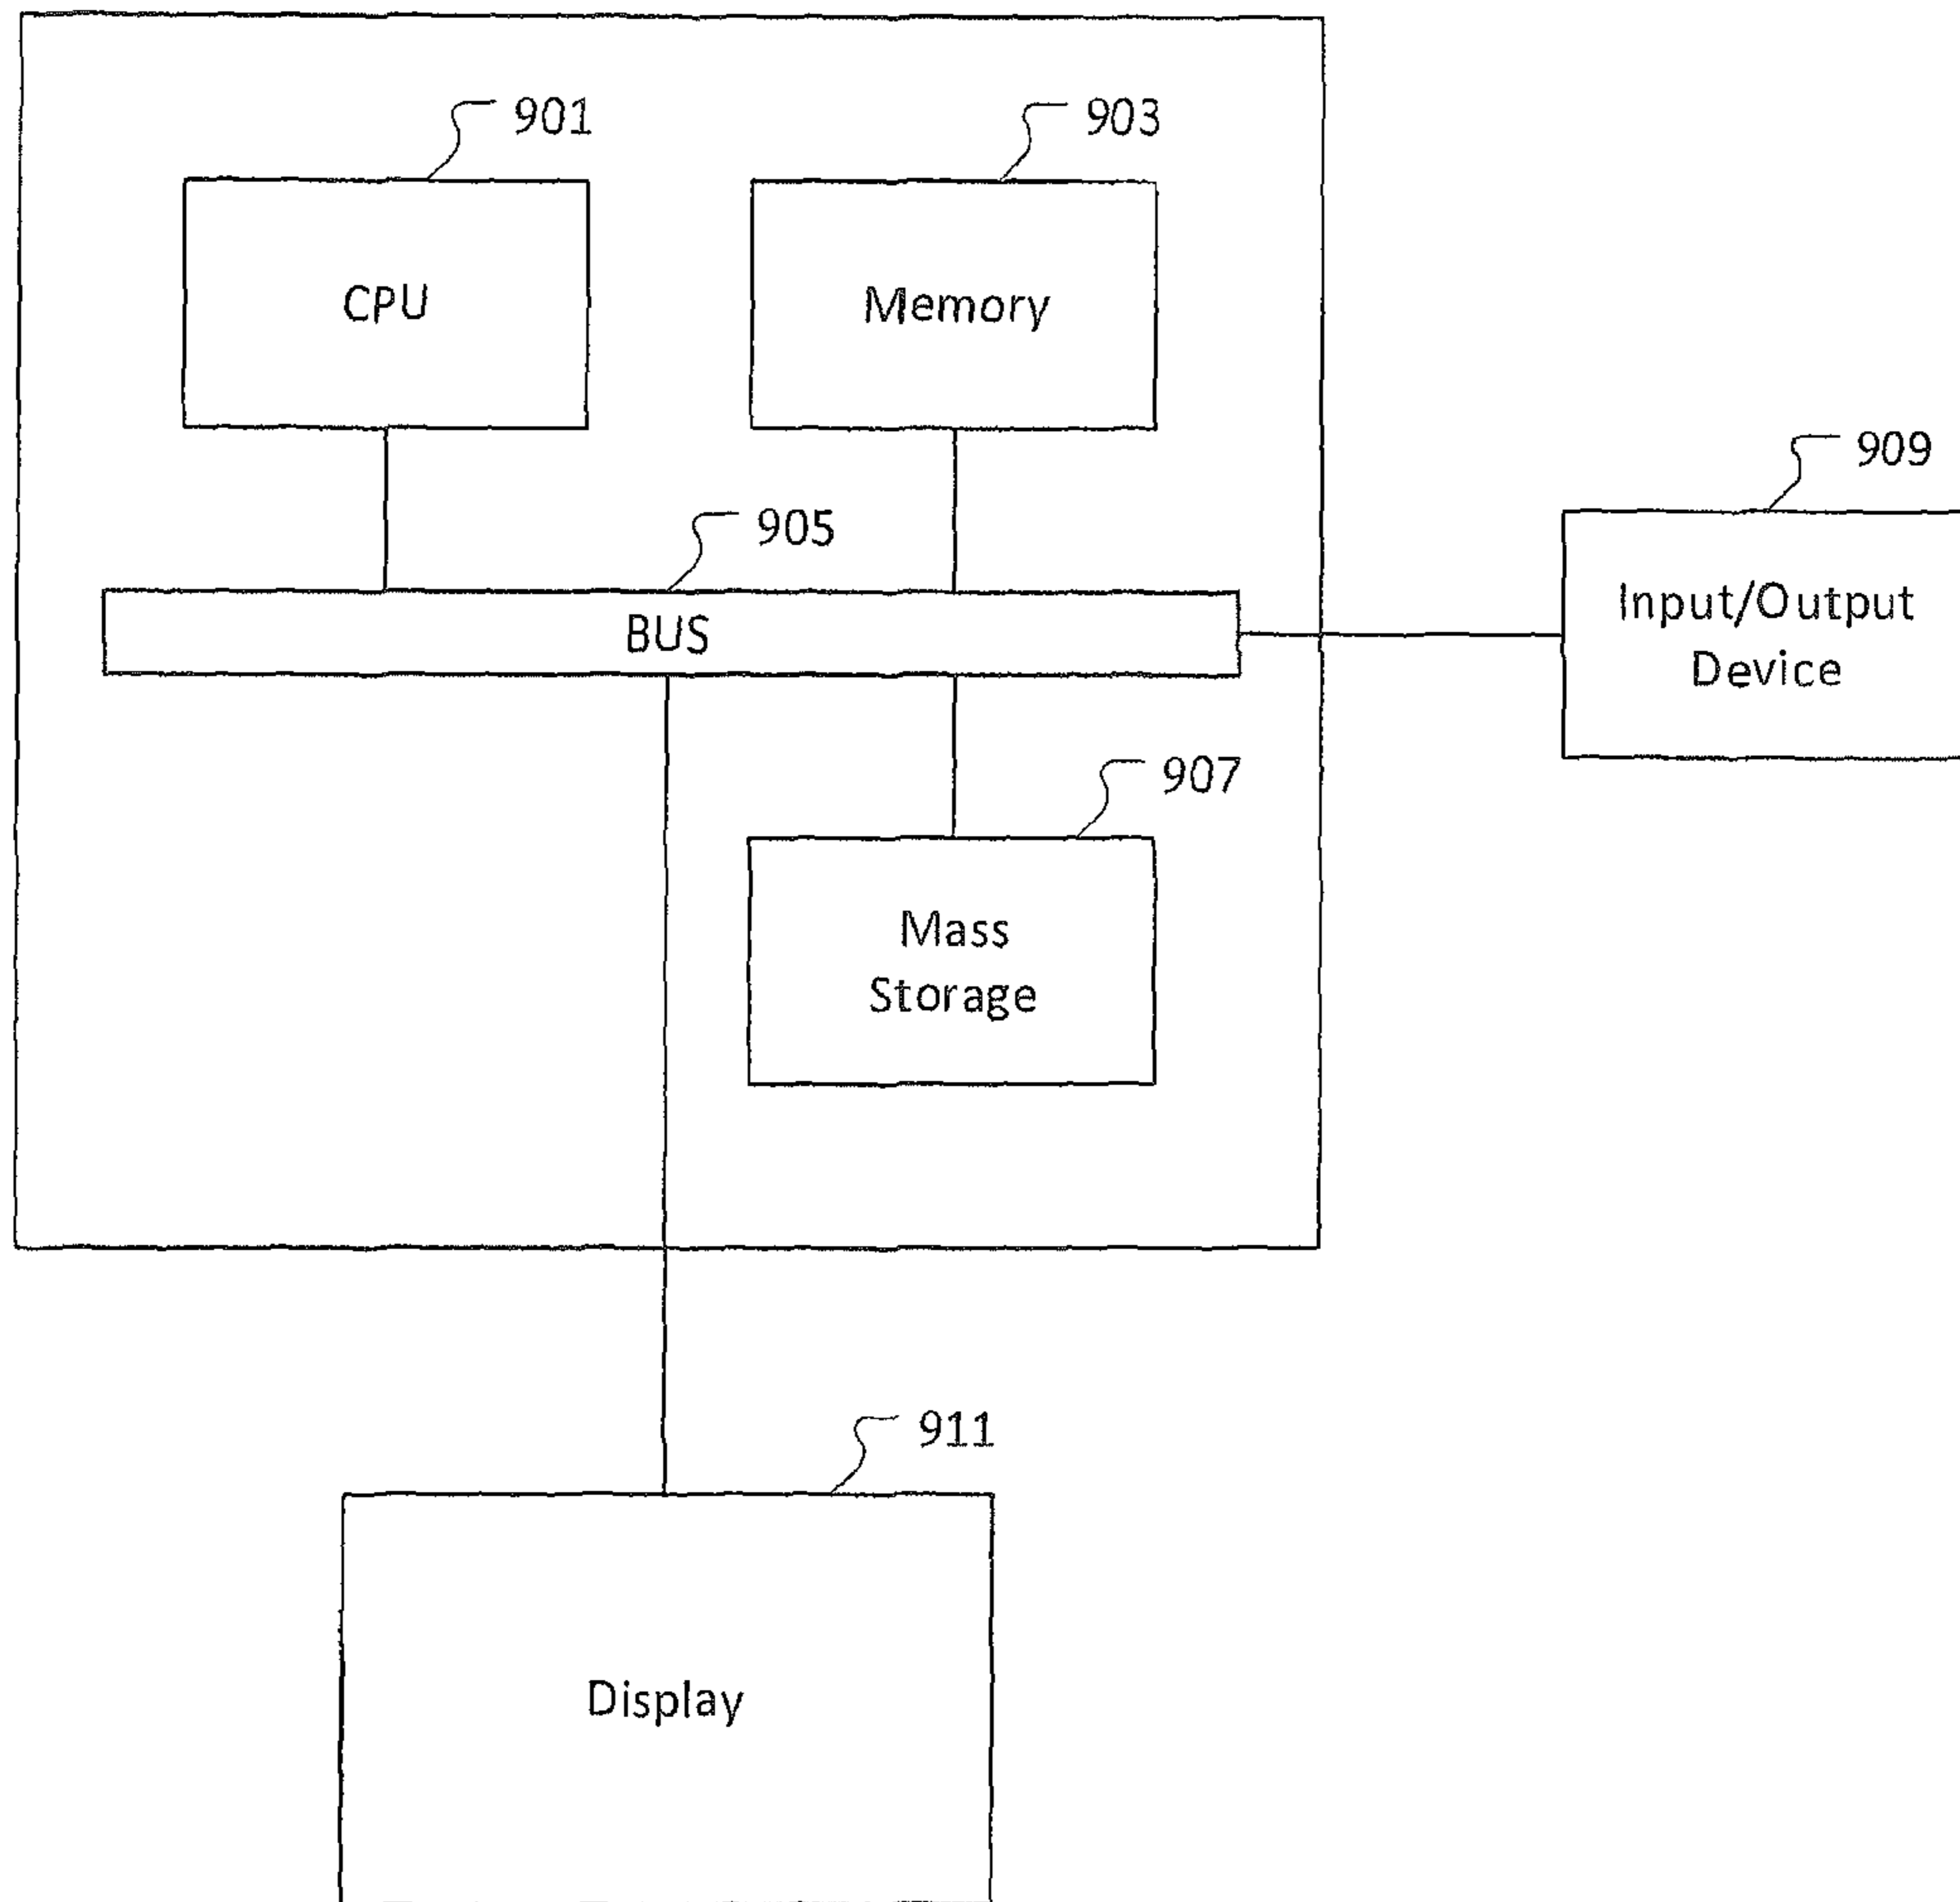 901
903
CPU
Memory
909
905
Input/Output
Device
BUS
907
Mass
Storage
911
Display